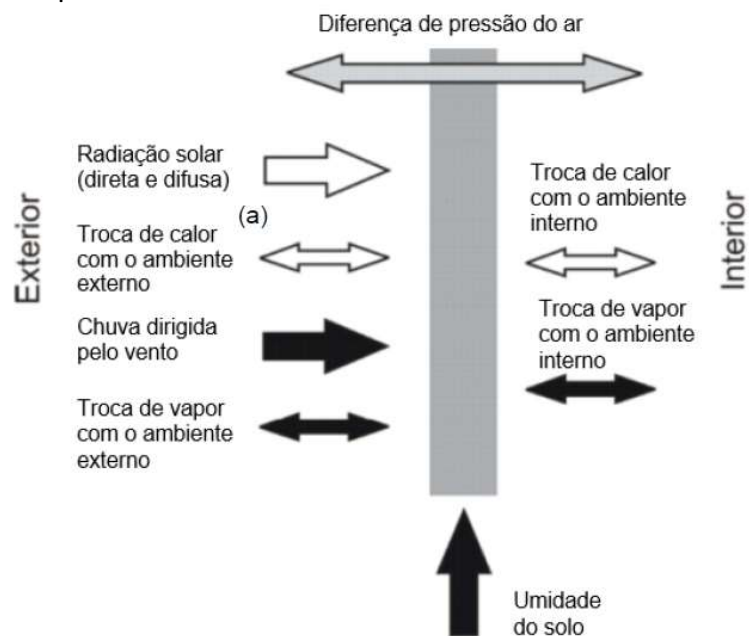 Diferença de pressão do ar
Exterior
Radiação solar
(direta e difusa)
(a)
Troca de calor
com o ambiente
externo
Chuva dirigida
pelo vento
Troca de vapor
com o ambiente
externo
Troca de calor
com o ambiente
interno
Troca de vapor
com o ambiente
interno
Interior
Umidade
do solo